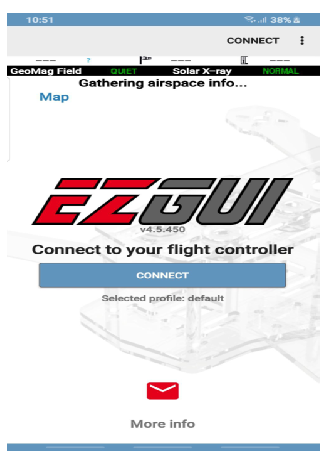 10:51 38%
CONNECT
--- ? --- ---
GeoMag Field QUIET Solar X-ray NORMAL
Gathering airspace info...
Map
EZGUI
v4.5.450
Connect to your flight controller
CONNECT
Selected profile: default
More info